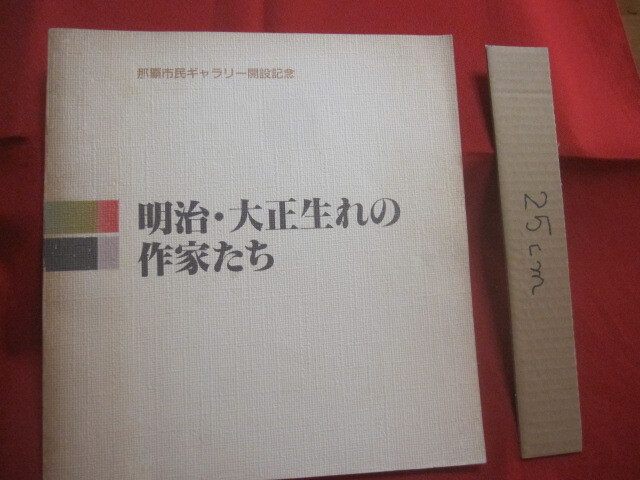 那覇市民ギャラリー開設記念
明治・大正生れの
作家たち
25cm